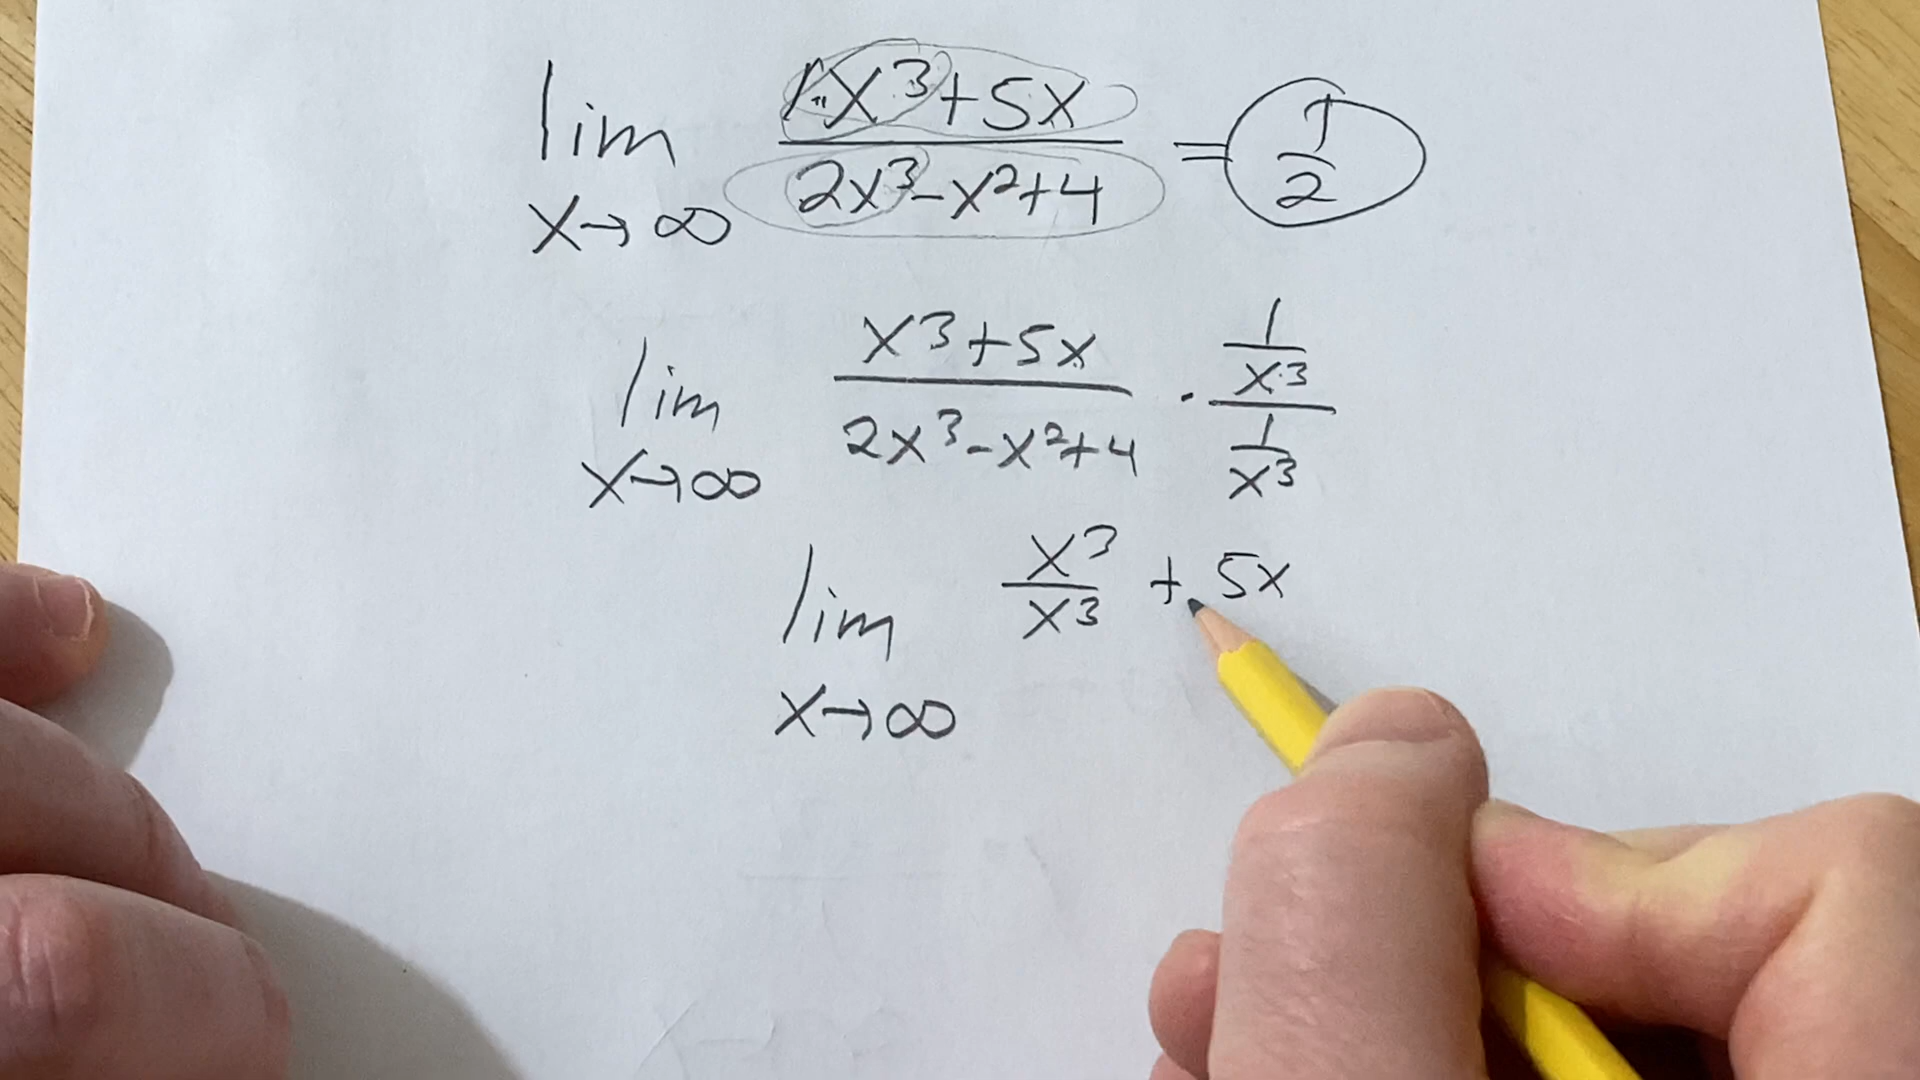 lim x→∞ (1x³+5x)/(2x³-x²+4) = 1/2
lim x→∞ (x³+5x)/(2x³-x²+4) · (1/x³)/(1/x³)
lim x→∞ x³/x³ + 5x